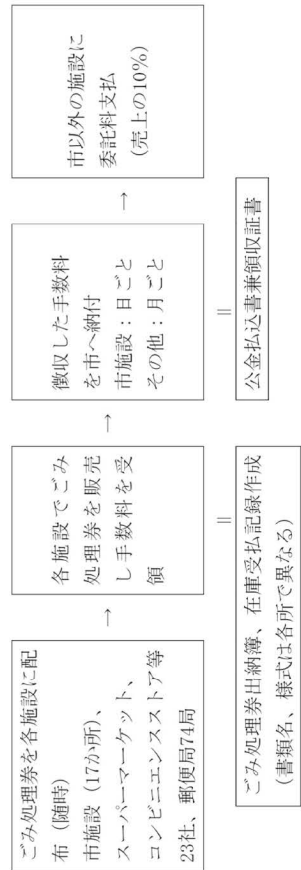 ごみ処理券を各施設に配
布（随時）
市施設（17か所）、
スーパーマーケット、
コンビニエンスストア等
23社、郵便局74局
→
各施設でごみ
処理券を販売
し手数料を受
領
→
徴収した手数料
を市へ納付
市施設：日ごと
その他：月ごと
→
市以外の施設に
委託料支払
（売上の10％）
||
ごみ処理券出納簿、在庫受払記録作成
（書類名、様式は各所で異なる）
||
公金払込書兼領収証書